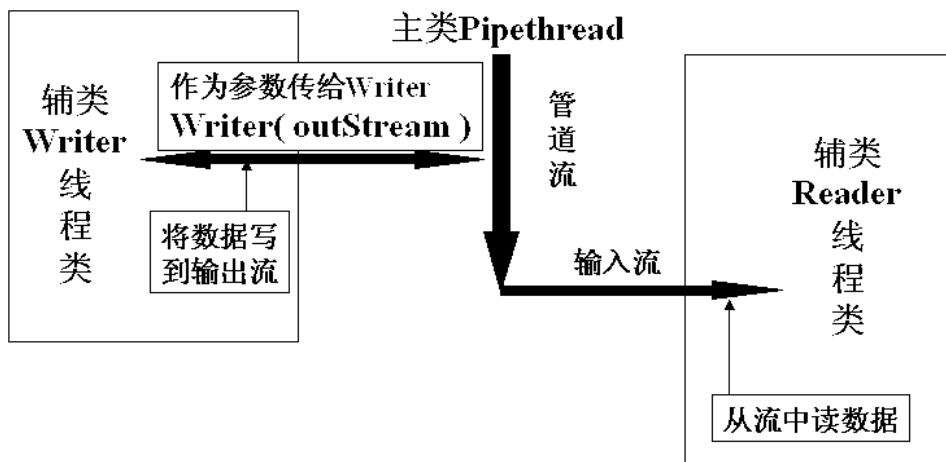 主类Pipethread
辅类
Writer
线
程
类
作为参数传给Writer
Writer( outStream )
将数据写
到输出流
管
道
流
输入流
辅类
Reader
线
程
类
从流中读数据